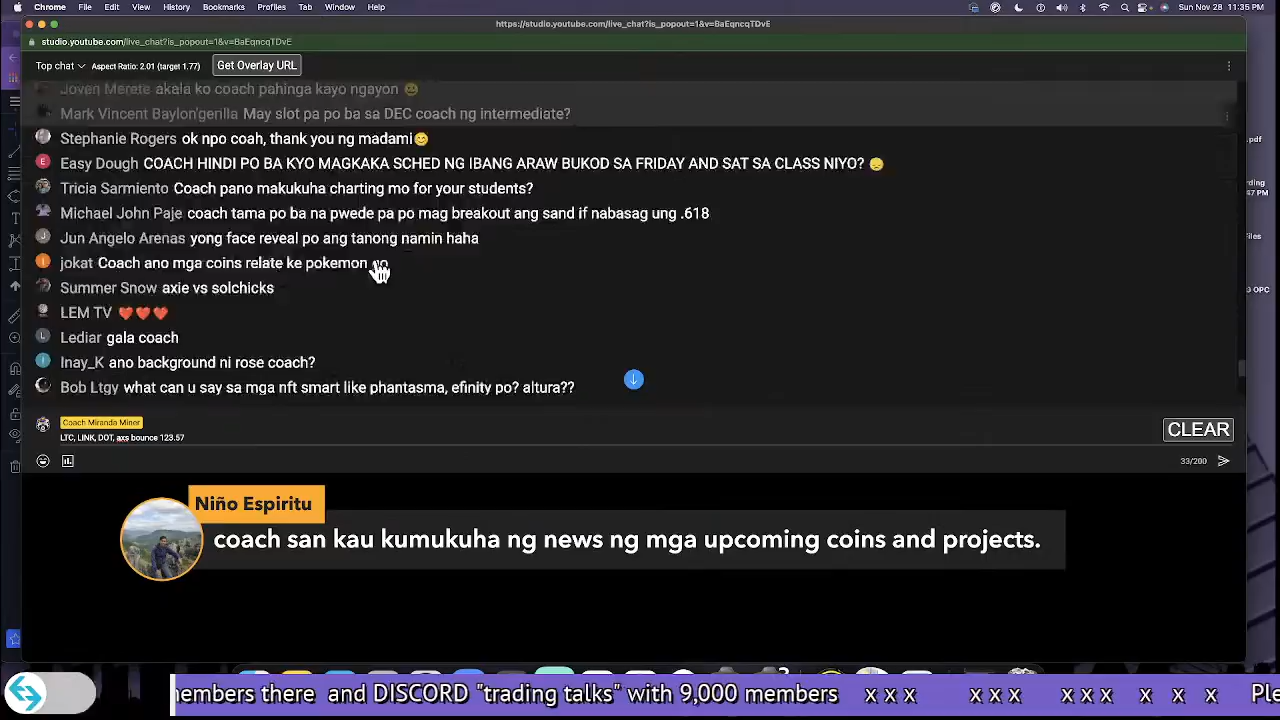 Chrome File Edit View History Bookmarks Profiles Tab Window Help Sun Nov 28 11:35 PM
https://studio.youtube.com/live_chat?is_popout=1&v=BaEqncqTDvE
studio.youtube.com/live_chat?is_popout=1&v=BaEqncqTDvE
Top chat Aspect Ratio: 2.01 (target 1.77) Get Overlay URL
Joven Merete akala ko coach pahinga kayo ngayon 😀
Mark Vincent Baylon'gerilla May slot pa po ba sa DEC coach ng intermediate?
Stephanie Rogers ok npo coah, thank you ng madami😊
Easy Dough COACH HINDI PO BA KYO MAGKAKA SCHED NG IBANG ARAW BUKOD SA FRIDAY AND SAT SA CLASS NIYO? 😞
Tricia Sarmiento Coach pano makukuha charting mo for your students?
Michael John Paje coach tama po ba na pwede pa po mag breakout ang sand if nabasag ung .618
Jun Angelo Arenas yong face reveal po ang tanong namin haha
jokat Coach ano mga coins relate ke pokemon go
Summer Snow axie vs solchicks
LEM TV ❤️❤️❤️
Lediar gala coach
Inay_K ano background ni rose coach?
Bob Ltgy what can u say sa mga nft smart like phantasma, efinity po? altura??
Coach Miranda Miner
LTC, LINK, DOT, axs bounce 123.57
CLEAR
33/200
Niño Espiritu
coach san kau kumukuha ng news ng mga upcoming coins and projects.
members there and DISCORD "trading talks" with 9,000 members x x x x x x x x x x x x Ple
.pdf
OPC